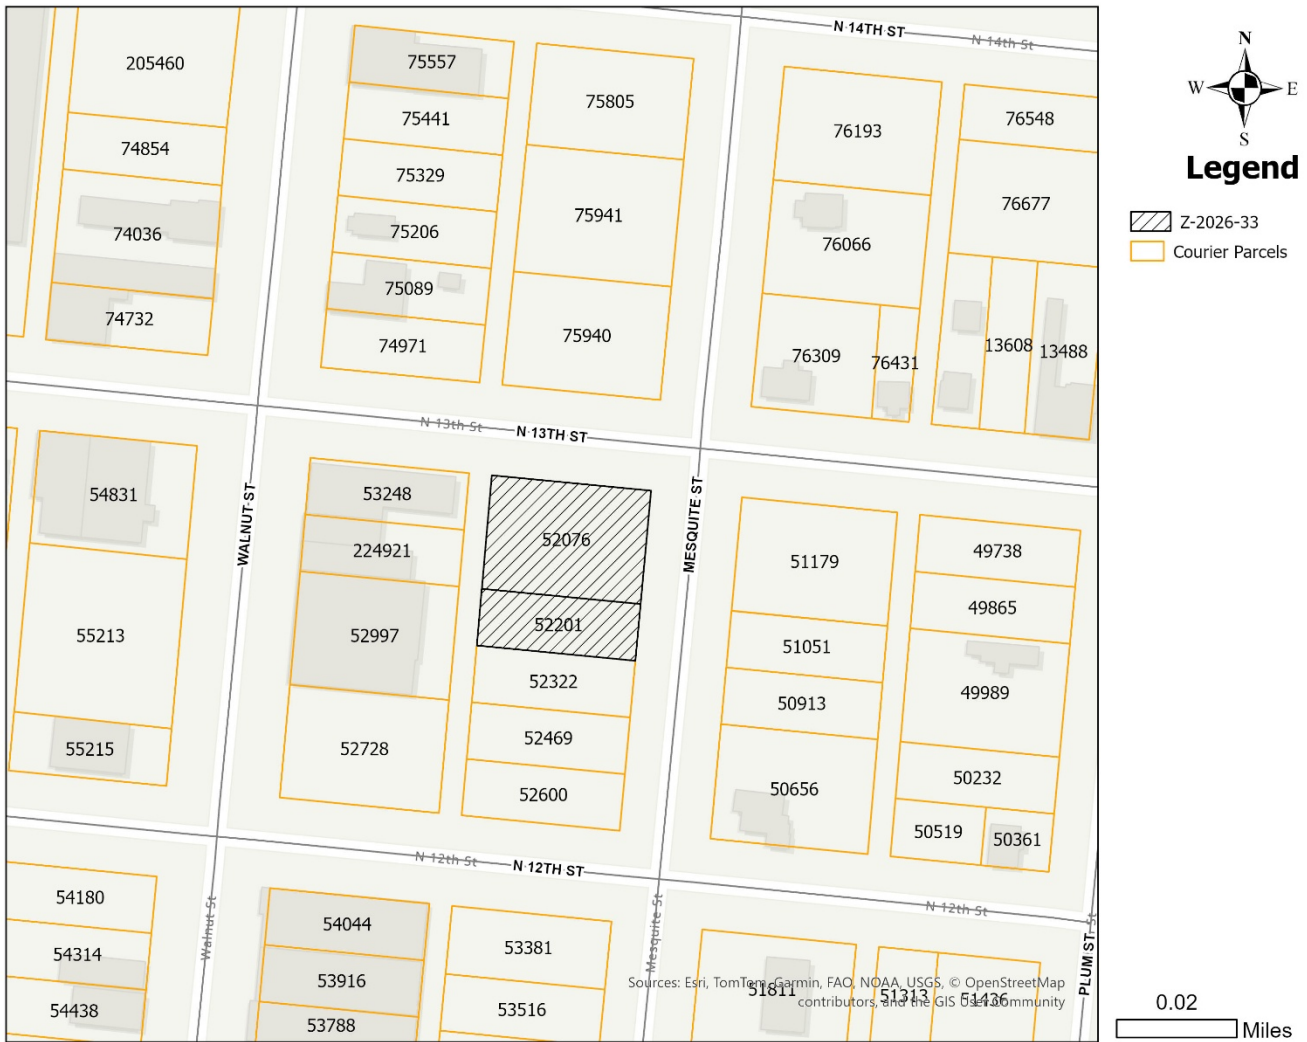 N 14TH ST
N 14th St
N
W
E
S
Legend
Z-2026-33
Courier Parcels
205460
74854
74036
74732
75557
75441
75329
75206
75089
74971
75805
75941
75940
76193
76066
76309
76431
76548
76677
13608
13488
N 13th St
N 13TH ST
WALNUT ST
MESQUITE ST
54831
55213
55215
53248
224921
52997
52728
52076
52201
52322
52469
52600
51179
51051
50913
50656
49738
49865
49989
50232
50519
50361
N 12th St
N 12TH ST
N 12th St
Walnut St
Mesquite St
PLUM ST
St
54180
54314
54438
54044
53916
53788
53381
53516
51811
51313
51436
Sources: Esri, TomTom, Garmin, FAO, NOAA, USGS, © OpenStreetMap
contributors, and the GIS User Community
0.02
Miles